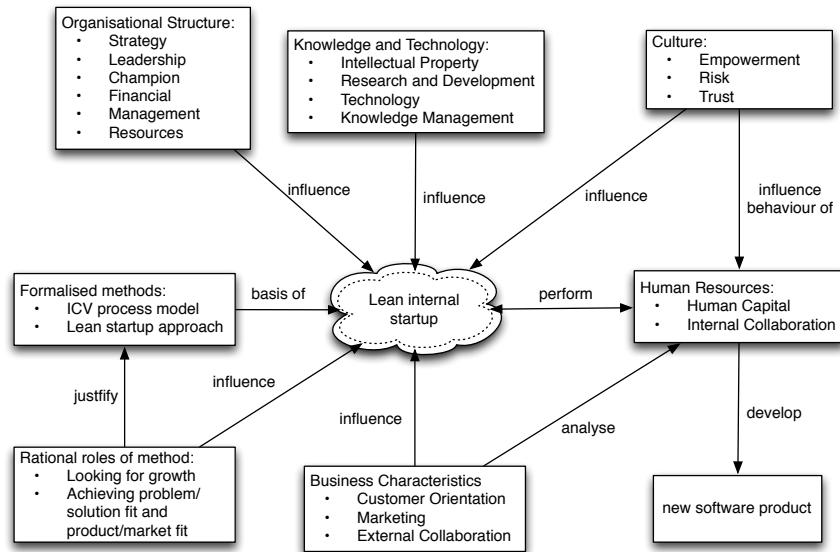 Organisational Structure:
• Strategy
• Leadership
• Champion
• Financial
• Management
• Resources
Knowledge and Technology:
• Intellectual Property
• Research and Development
• Technology
• Knowledge Management
Culture:
• Empowerment
• Risk
• Trust
influence
influence
influence
influence
behaviour of
Formalised methods:
• ICV process model
• Lean startup approach
basis of
Lean internal
startup
perform
Human Resources:
• Human Capital
• Internal Collaboration
justfify
influence
influence
analyse
develop
Rational roles of method:
• Looking for growth
• Achieving problem/
solution fit and
product/market fit
Business Characteristics
• Customer Orientation
• Marketing
• External Collaboration
new software product